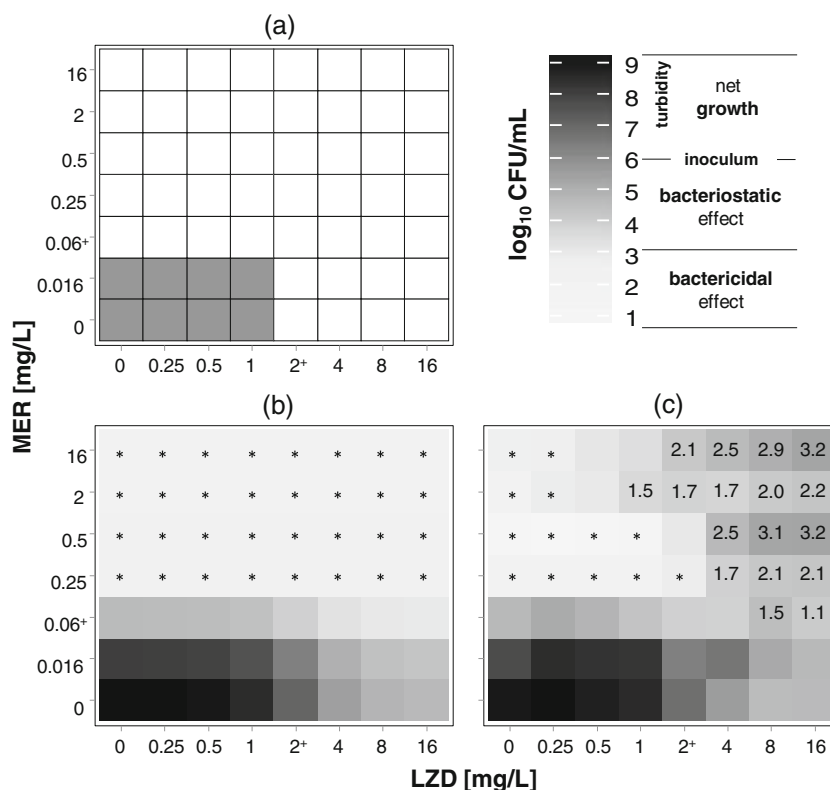 (a)
16
2
0.5
0.25
0.06+
0.016
0
0 0.25 0.5 1 2+ 4 8 16
log10 CFU/mL
9
8
7
6
5
4
3
2
1
turbidity
net
growth
inoculum
bacteriostatic
effect
bactericidal
effect
MER [mg/L]
(b)
16 * * * * * * * *
2 * * * * * * * *
0.5 * * * * * * * *
0.25 * * * * * * * *
0.06+
0.016
0
0 0.25 0.5 1 2+ 4 8 16
(c)
* * 2.1 2.5 2.9 3.2
* * 1.5 1.7 1.7 2.0 2.2
* * * * 2.5 3.1 3.2
* * * * * 1.7 2.1 2.1
1.5 1.1
0 0.25 0.5 1 2+ 4 8 16
LZD [mg/L]